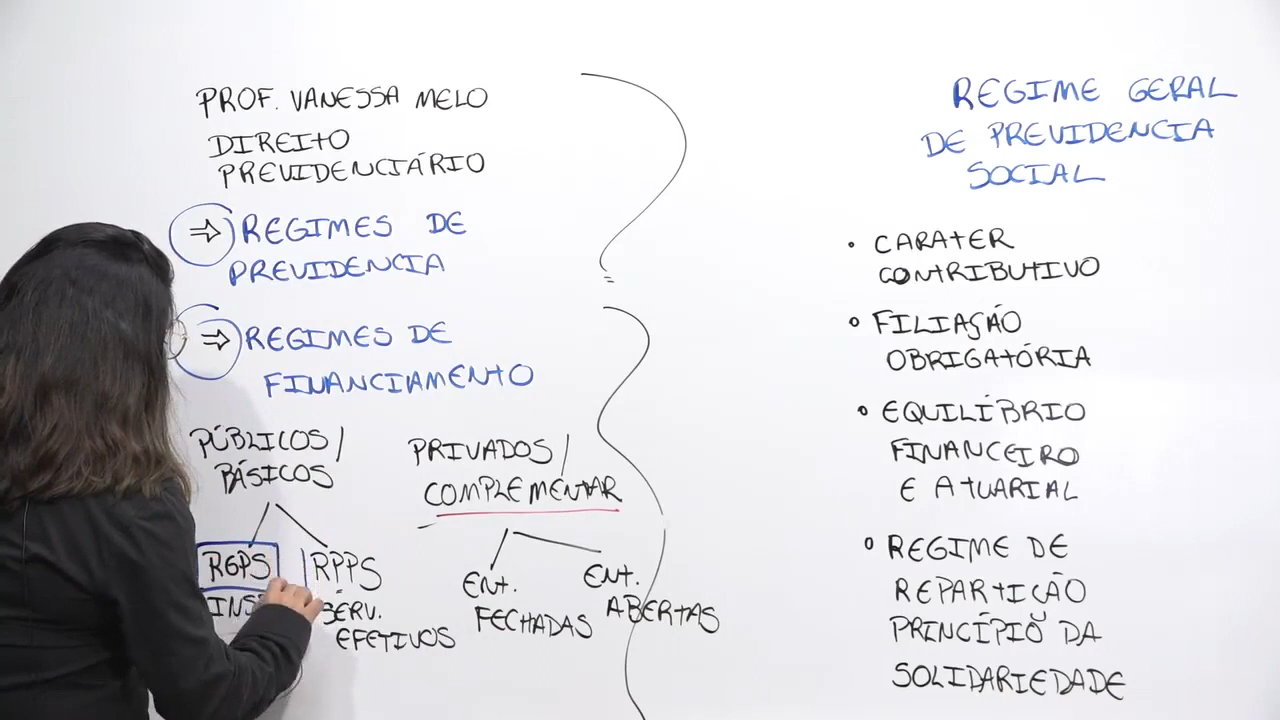 PROF. VANESSA MELO
DIREITO
PREVIDENCIÁRIO
⇒ REGIMES DE
PREVIDENCIA
⇒ REGIMES DE
FINANCIAMENTO
PÚBLICOS /
BÁSICOS
PRIVADOS /
COMPLEMENTAR
RGPS
RPPS
SERV.
EFETIVOS
ENT.
FECHADAS
ENT.
ABERTAS
REGIME GERAL
DE PREVIDENCIA
SOCIAL
• CARATER
CONTRIBUTIVO
• FILIAÇÃO
OBRIGATÓRIA
• EQUILÍBRIO
FINANCEIRO
E ATUARIAL
• REGIME DE
REPARTIÇÃO
PRINCÍPIO DA
SOLIDARIEDADE